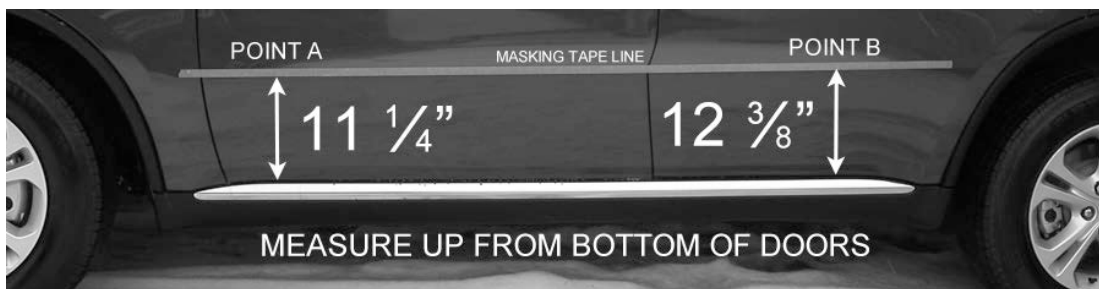 POINT A
MASKING TAPE LINE
POINT B
11 ¼”
12 ⅜”
MEASURE UP FROM BOTTOM OF DOORS